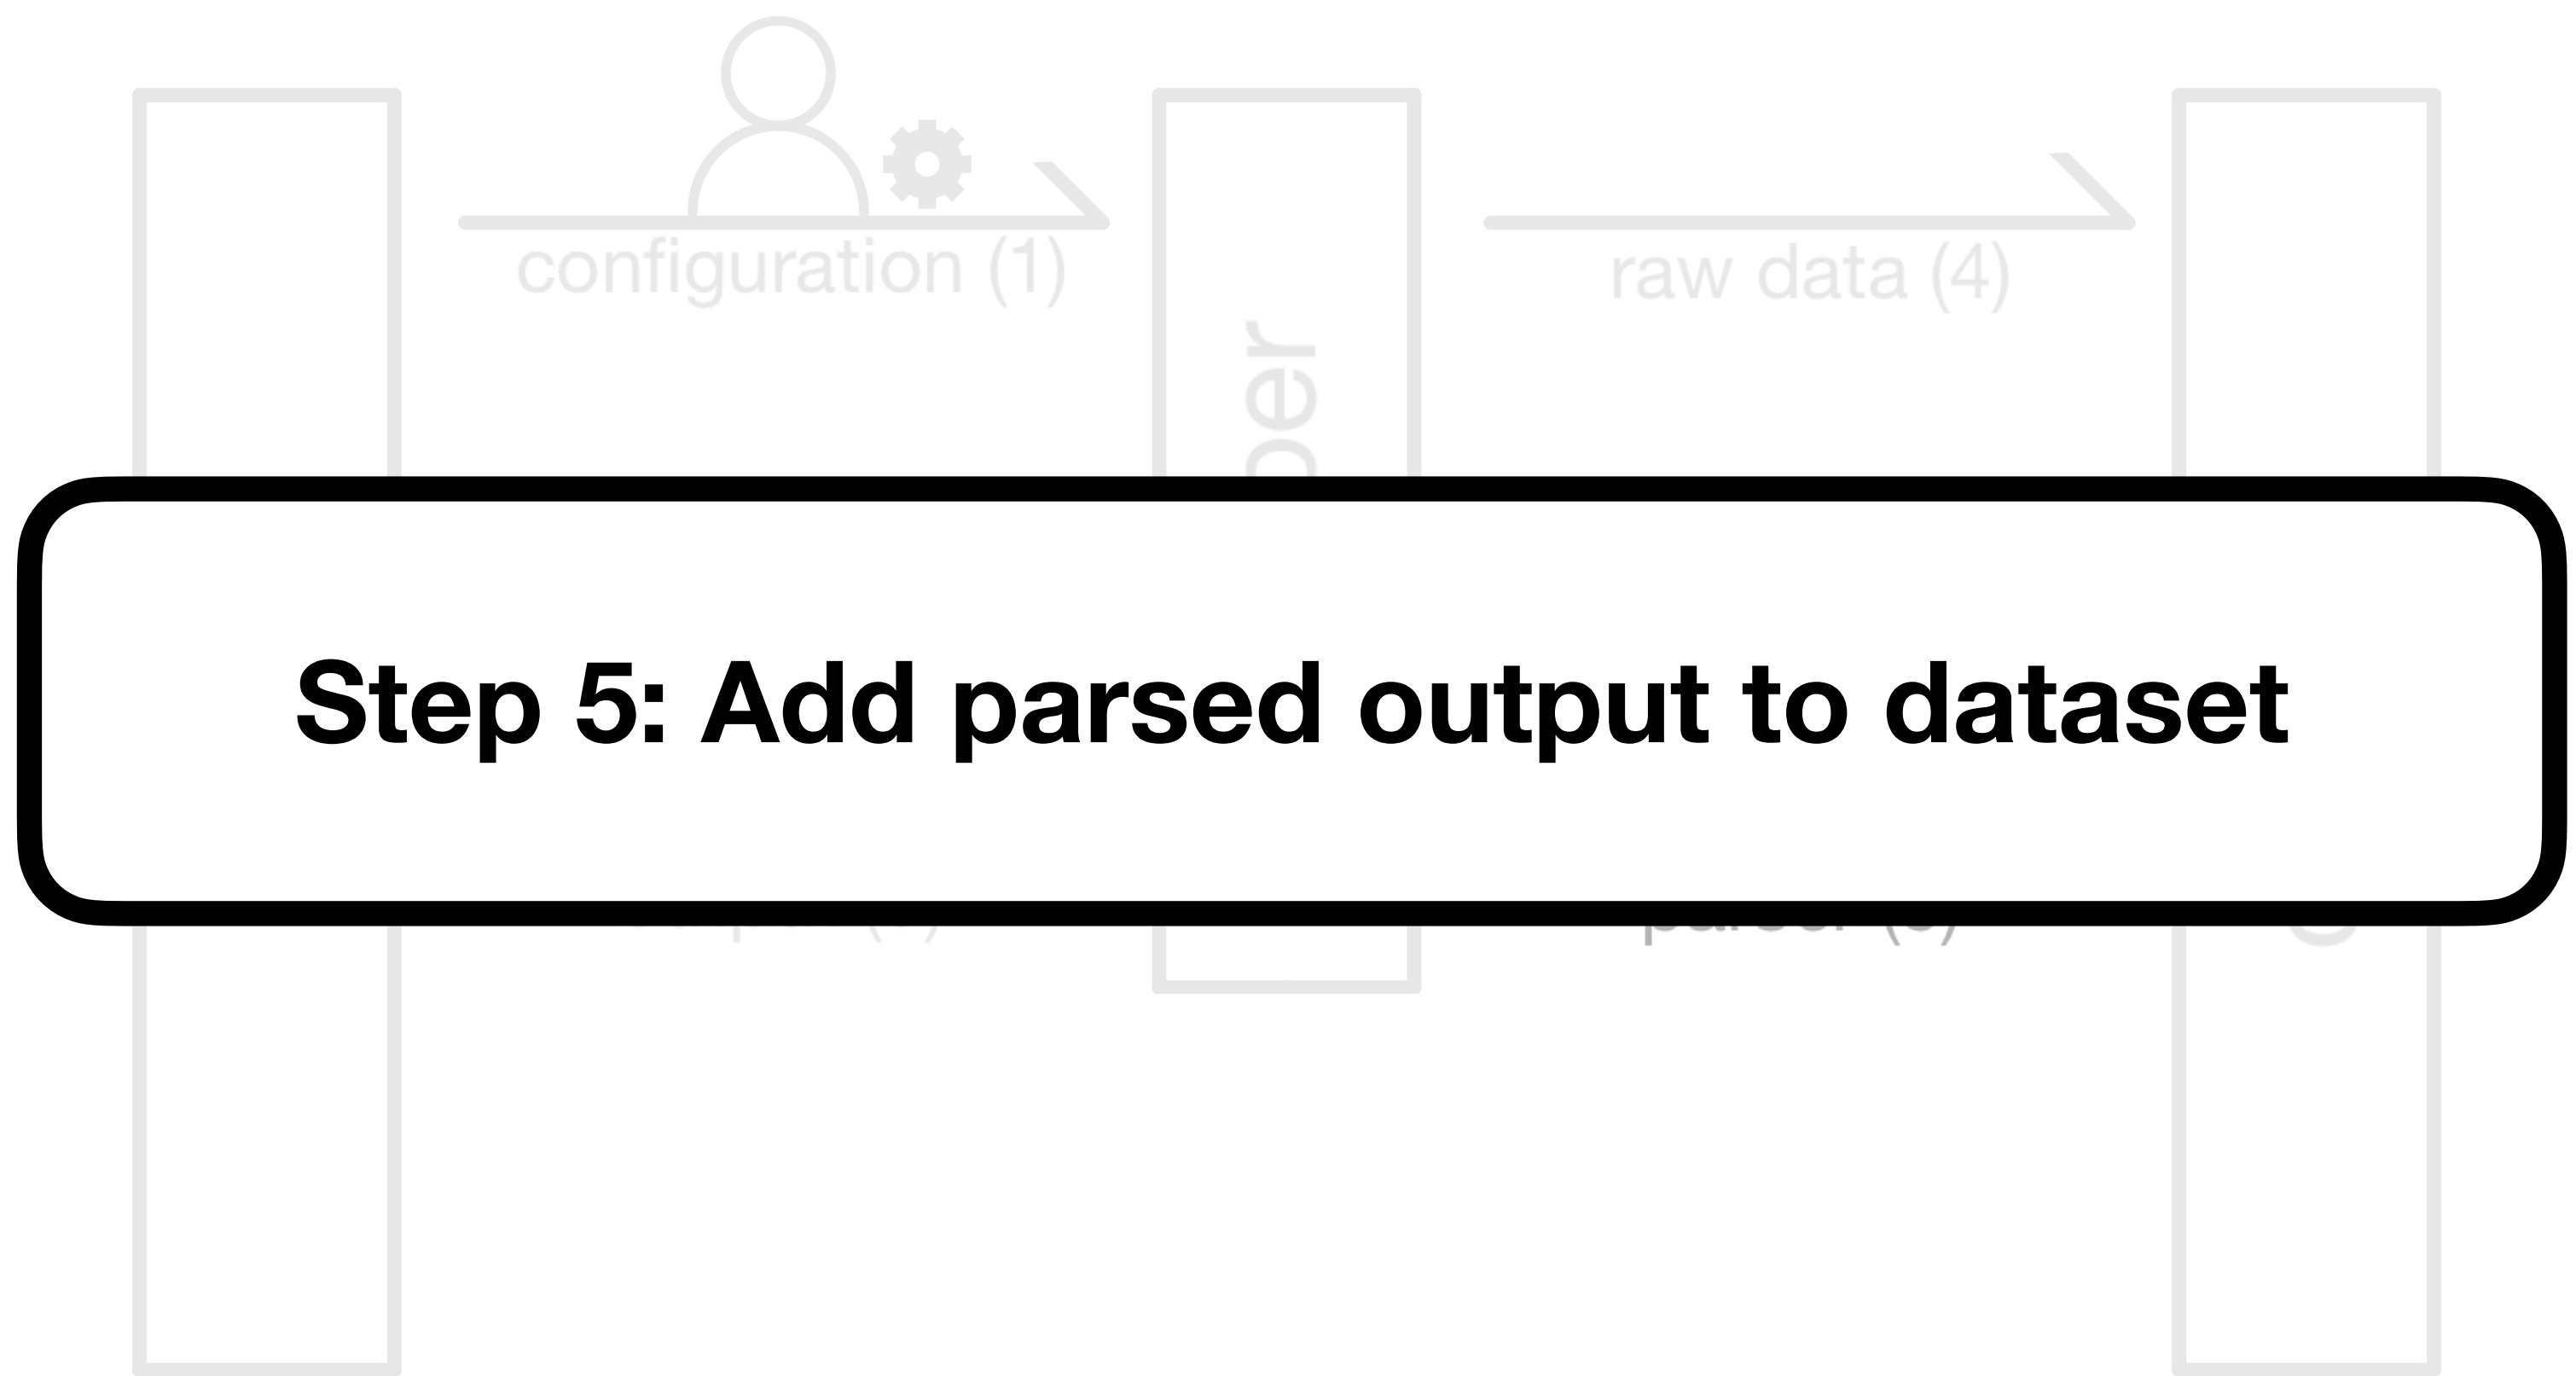 configuration (1)
raw data (4)
Step 5: Add parsed output to dataset